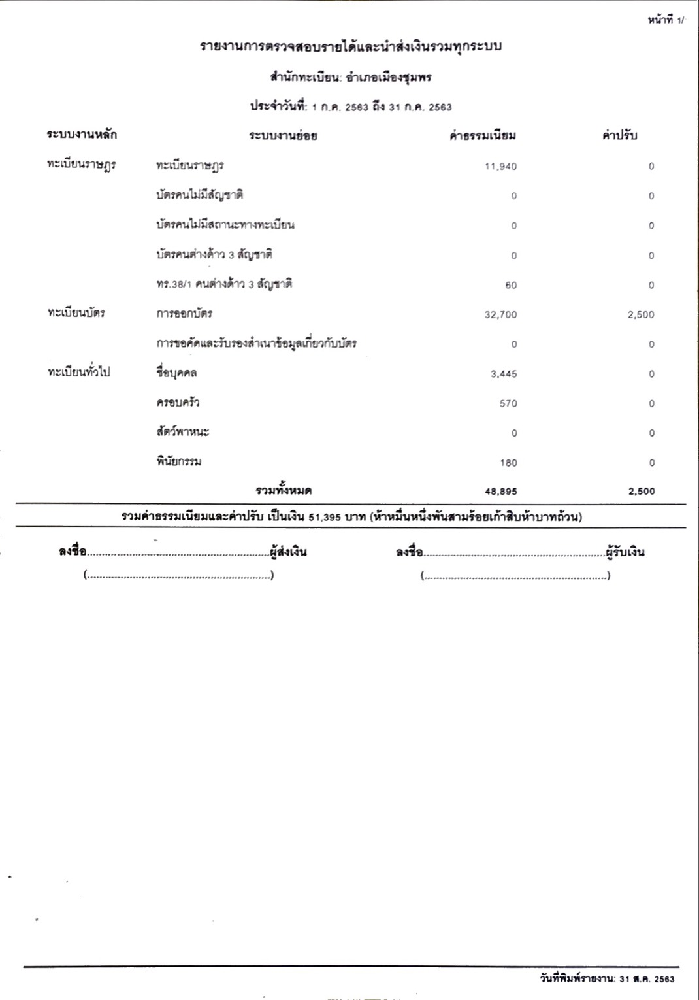 หน้าที่ 1/
รายงานการตรวจสอบรายได้และนำส่งเงินรวมทุกระบบ
สำนักทะเบียน: อำเภอเมืองชุมพร
ประจำวันที่: 1 ก.ค. 2563 ถึง 31 ก.ค. 2563
ระบบงานหลัก ระบบงานย่อย ค่าธรรมเนียม ค่าปรับ
ทะเบียนราษฎร ทะเบียนราษฎร 11,940 0
บัตรคนไม่มีสัญชาติ 0 0
บัตรคนไม่มีสถานะทางทะเบียน 0 0
บัตรคนต่างด้าว 3 สัญชาติ 0 0
ทร.38/1 คนต่างด้าว 3 สัญชาติ 60 0
ทะเบียนบัตร การออกบัตร 32,700 2,500
การขอคัดและรับรองสำเนาข้อมูลเกี่ยวกับบัตร 0 0
ทะเบียนทั่วไป ชื่อบุคคล 3,445 0
ครอบครัว 570 0
สัตว์พาหนะ 0 0
พินัยกรรม 180 0
รวมทั้งหมด 48,895 2,500
รวมค่าธรรมเนียมและค่าปรับ เป็นเงิน 51,395 บาท (ห้าหมื่นหนึ่งพันสามร้อยเก้าสิบห้าบาทถ้วน)
ลงชื่อ..........................................................ผู้ส่งเงิน ลงชื่อ..........................................................ผู้รับเงิน
(..........................................................) (..........................................................)
วันที่พิมพ์รายงาน: 31 ส.ค. 2563